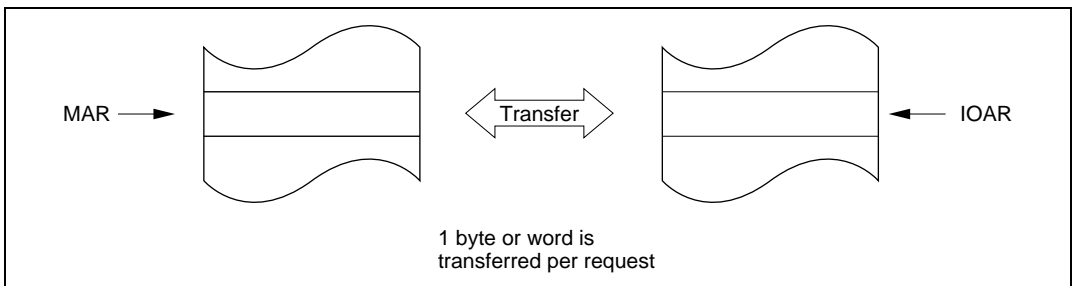 MAR
Transfer
IOAR
1 byte or word is
transferred per request